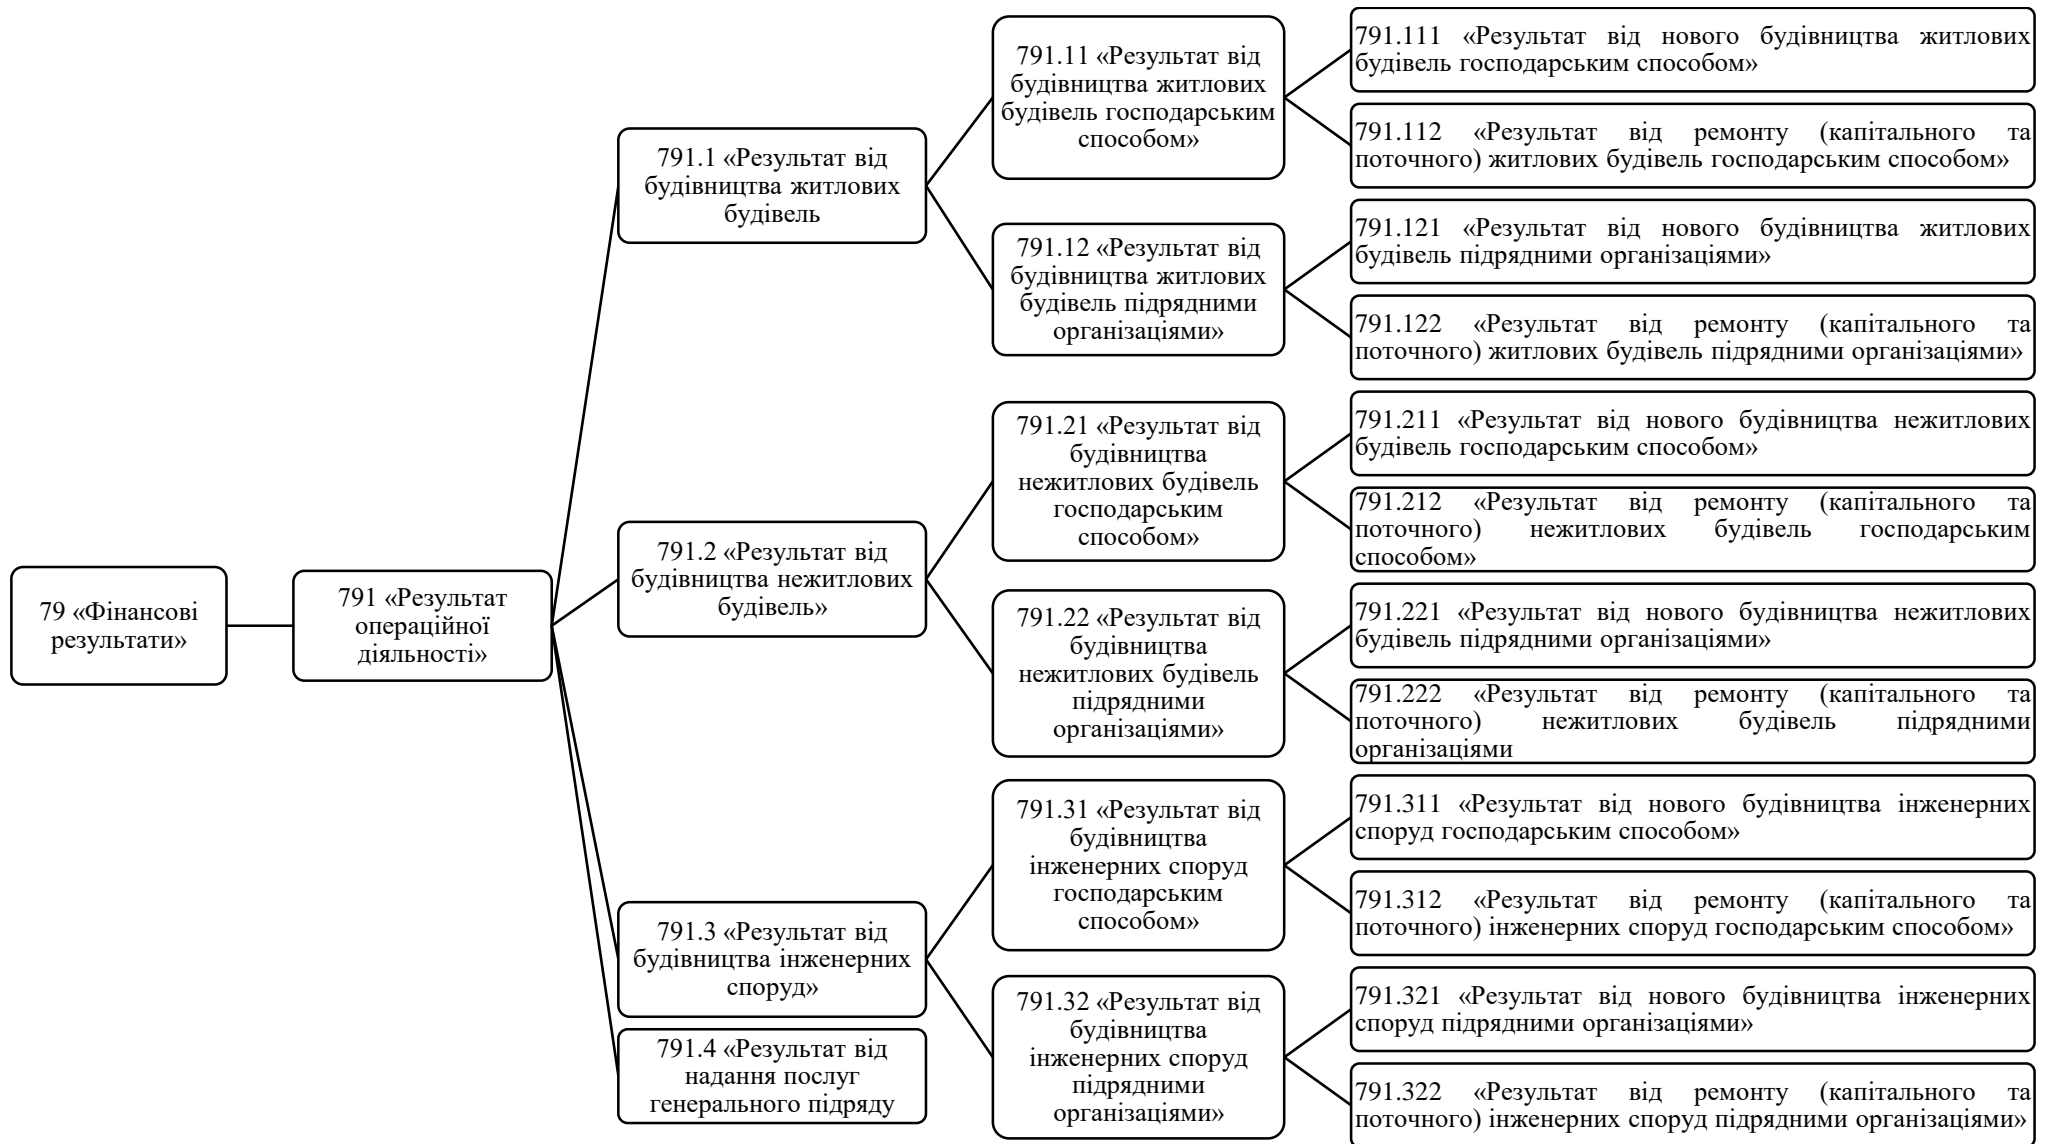 79 «Фінансові
результати»
791 «Результат
операційної
діяльності»
791.1 «Результат від
будівництва житлових
будівель
791.2 «Результат від
будівництва нежитлових
будівель»
791.3 «Результат від
будівництва інженерних
споруд»
791.4 «Результат від
надання послуг
генерального підряду
791.11 «Результат від
будівництва житлових
будівель господарським
способом»
791.12 «Результат від
будівництва житлових
будівель підрядними
організаціями»
791.21 «Результат від
будівництва
нежитлових будівель
господарським
способом»
791.22 «Результат від
будівництва
нежитлових будівель
підрядними
організаціями»
791.31 «Результат від
будівництва
інженерних споруд
господарським
способом»
791.32 «Результат від
будівництва
інженерних споруд
підрядними
організаціями»
791.111 «Результат від нового будівництва житлових
будівель господарським способом»
791.112 «Результат від ремонту (капітального та
поточного) житлових будівель господарським способом»
791.121 «Результат від нового будівництва житлових
будівель підрядними організаціями»
791.122 «Результат від ремонту (капітального та
поточного) житлових будівель підрядними організаціями»
791.211 «Результат від нового будівництва нежитлових
будівель господарським способом»
791.212 «Результат від ремонту (капітального та
поточного) нежитлових будівель господарським
способом»
791.221 «Результат від нового будівництва нежитлових
будівель підрядними організаціями»
791.222 «Результат від ремонту (капітального та
поточного) нежитлових будівель підрядними
організаціями
791.311 «Результат від нового будівництва інженерних
споруд господарським способом»
791.312 «Результат від ремонту (капітального та
поточного) інженерних споруд господарським способом»
791.321 «Результат від нового будівництва інженерних
споруд підрядними організаціями»
791.322 «Результат від ремонту (капітального та
поточного) інженерних споруд підрядними організаціями»